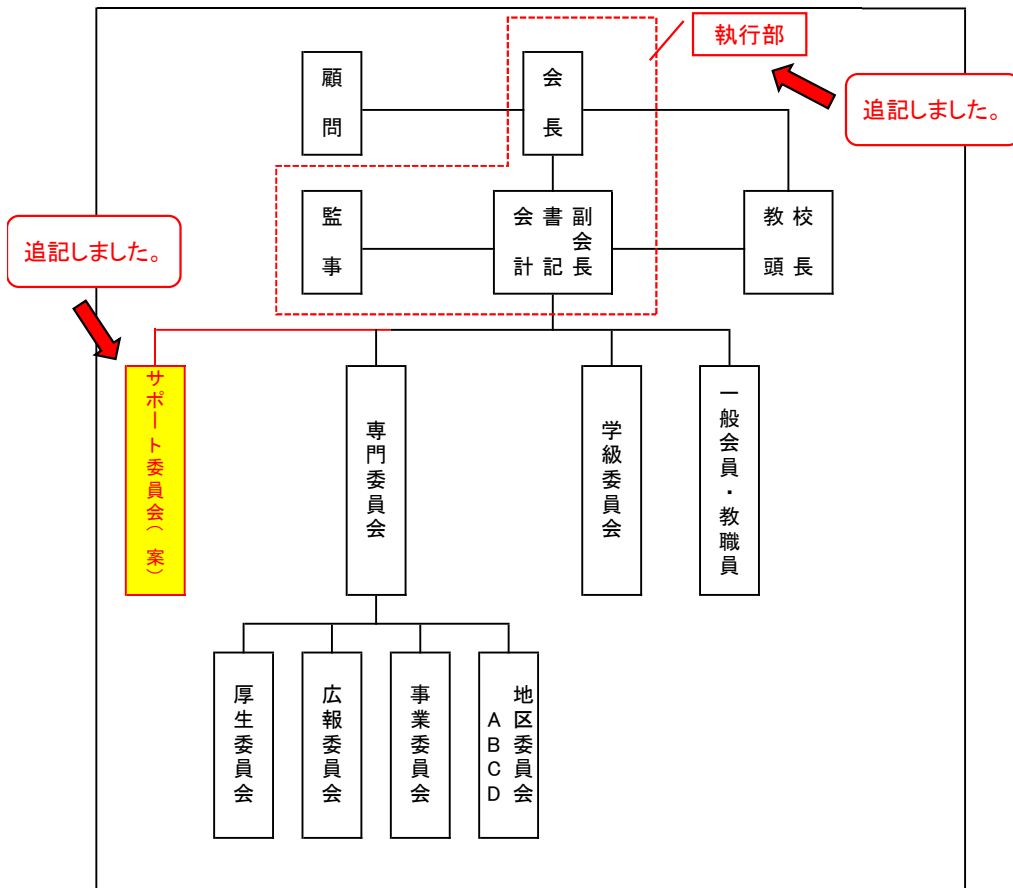 執行部
追記しました。
顧問
会長
監事
副会長
書記
会計
校長
教頭
追記しました。
サポート委員会(案)
専門委員会
学級委員会
一般会員・教職員
厚生委員会
広報委員会
事業委員会
地区委員会
ABCD